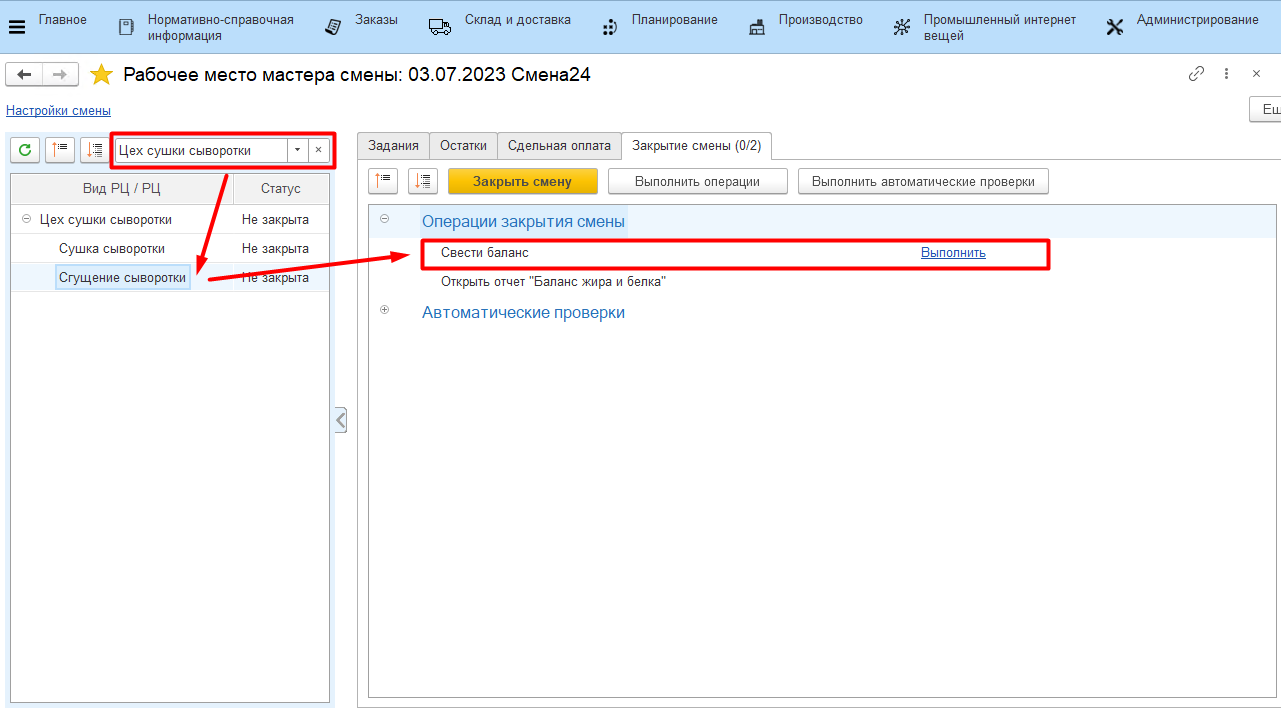 Главное
Нормативно-справочная
информация
Заказы
Склад и доставка
Планирование
Производство
Промышленный интернет
вещей
Администрирование
Рабочее место мастера смены: 03.07.2023 Смена24
Настройки смены
Ещ
Цех сушки сыворотки
Вид РЦ / РЦ
Статус
Цех сушки сыворотки
Не закрыта
Сушка сыворотки
Не закрыта
Сгущение сыворотки
Не закрыта
Задания
Остатки
Сдельная оплата
Закрытие смены (0/2)
Закрыть смену
Выполнить операции
Выполнить автоматические проверки
Операции закрытия смены
Свести баланс
Выполнить
Открыть отчет "Баланс жира и белка"
Автоматические проверки